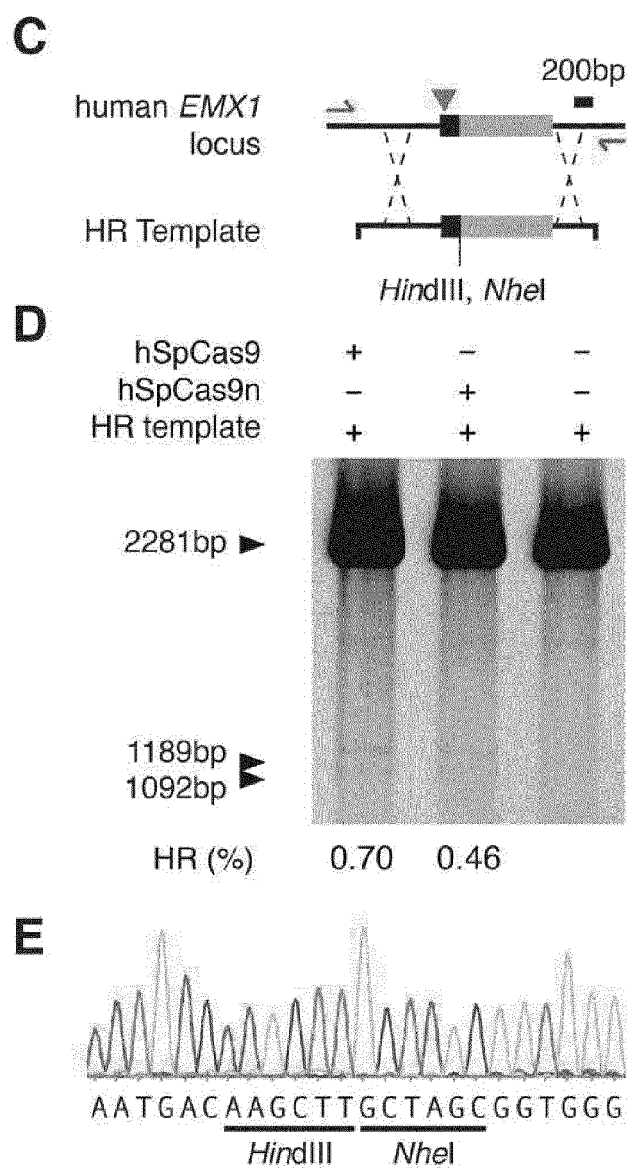 C
200bp
human EMX1
locus
HR Template
HindIII, NheI
D
hSpCas9 + − −
hSpCas9n − + −
HR template + + +
2281bp
1189bp
1092bp
HR (%) 0.70 0.46
E
AATGACAAGCTTGCTAGCGGTGGG
HindIII NheI